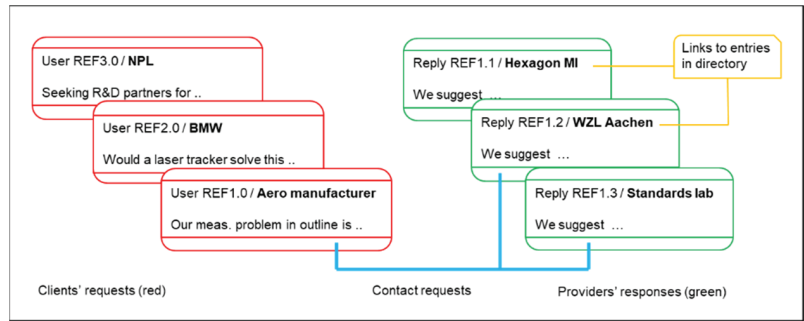 User REF3.0 / NPL
Seeking R&D partners for ..
User REF2.0 / BMW
Would a laser tracker solve this ..
User REF1.0 / Aero manufacturer
Our meas. problem in outline is ..
Reply REF1.1 / Hexagon MI
We suggest …
Reply REF1.2 / WZL Aachen
We suggest …
Reply REF1.3 / Standards lab
We suggest …
Links to entries
in directory
Clients' requests (red)
Contact requests
Providers' responses (green)